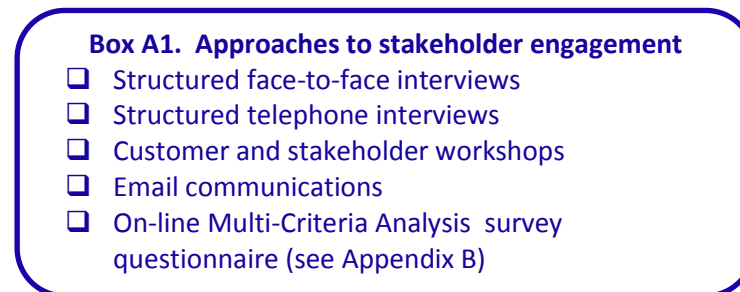 Box A1. Approaches to stakeholder engagement
❑ Structured face-to-face interviews
❑ Structured telephone interviews
❑ Customer and stakeholder workshops
❑ Email communications
❑ On-line Multi-Criteria Analysis survey
questionnaire (see Appendix B)